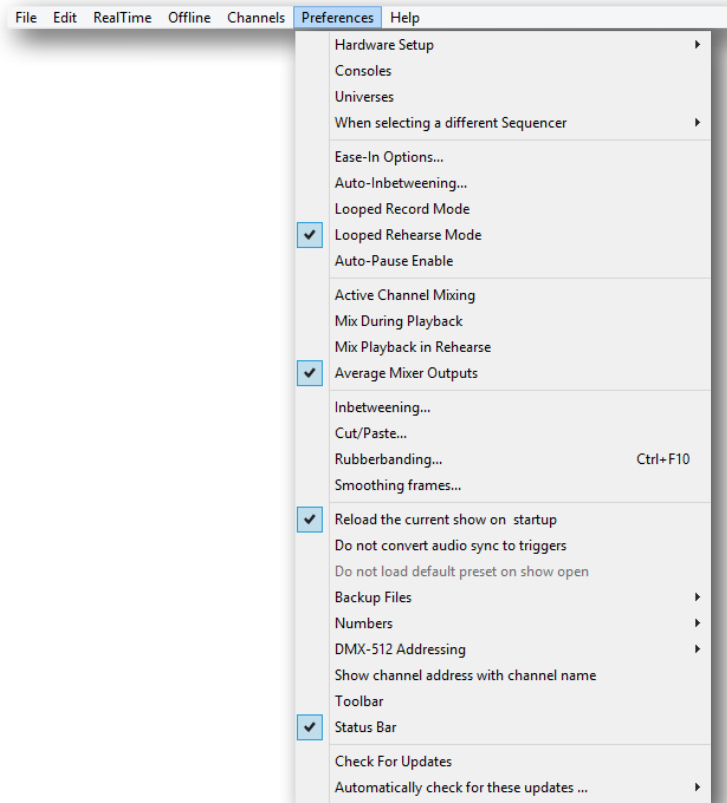 File Edit RealTime Offline Channels Preferences Help
Hardware Setup
Consoles
Universes
When selecting a different Sequencer
Ease-In Options...
Auto-Inbetweening...
Looped Record Mode
Looped Rehearse Mode
Auto-Pause Enable
Active Channel Mixing
Mix During Playback
Mix Playback in Rehearse
Average Mixer Outputs
Inbetweening...
Cut/Paste...
Rubberbanding... Ctrl+F10
Smoothing frames...
Reload the current show on  startup
Do not convert audio sync to triggers
Do not load default preset on show open
Backup Files
Numbers
DMX-512 Addressing
Show channel address with channel name
Toolbar
Status Bar
Check For Updates
Automatically check for these updates ...